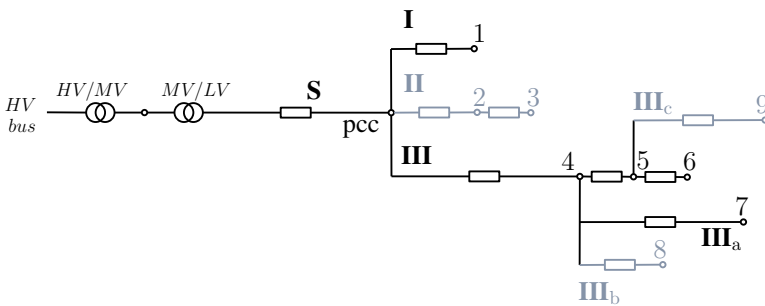 I
1
HV/MV
MV/LV
S
II
2
3
HV
bus
pcc
III
III_c
9
4
5
6
7
III_a
8
III_b